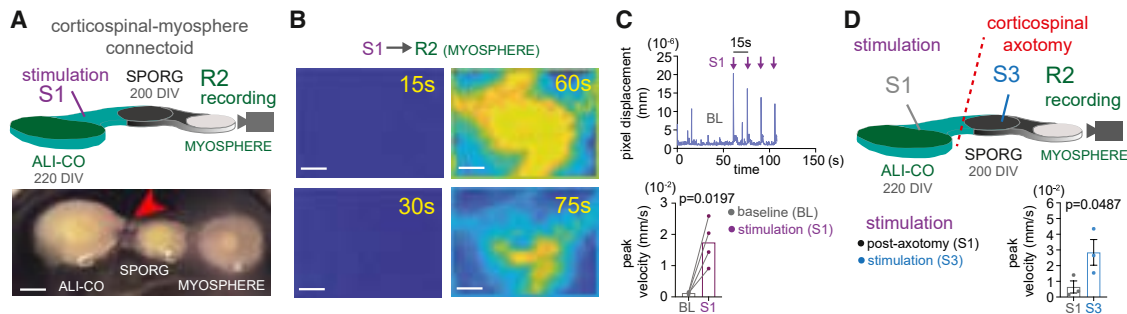 A
corticospinal-myosphere
connectoid
stimulation
S1
SPORG
200 DIV
R2
recording
MYOSPHERE
ALI-CO
220 DIV
ALI-CO
SPORG
MYOSPHERE
B
S1 → R2 (MYOSPHERE)
15s
60s
30s
75s
C
(10-6)
15s
20
15
10
5
0
pixel displacement
(mm)
S1
BL
0
50
100
150 (s)
time
(10-2)
p=0.0197
3
2
1
0
peak
velocity (mm/s)
BL
S1
baseline (BL)
stimulation (S1)
D
stimulation
corticospinal
axotomy
S1
S3
R2
recording
SPORG
200 DIV
MYOSPHERE
ALI-CO
220 DIV
stimulation
post-axotomy (S1)
stimulation (S3)
(10-2)
p=0.0487
6
5
4
3
2
1
0
peak
velocity (mm/s)
S1
S3